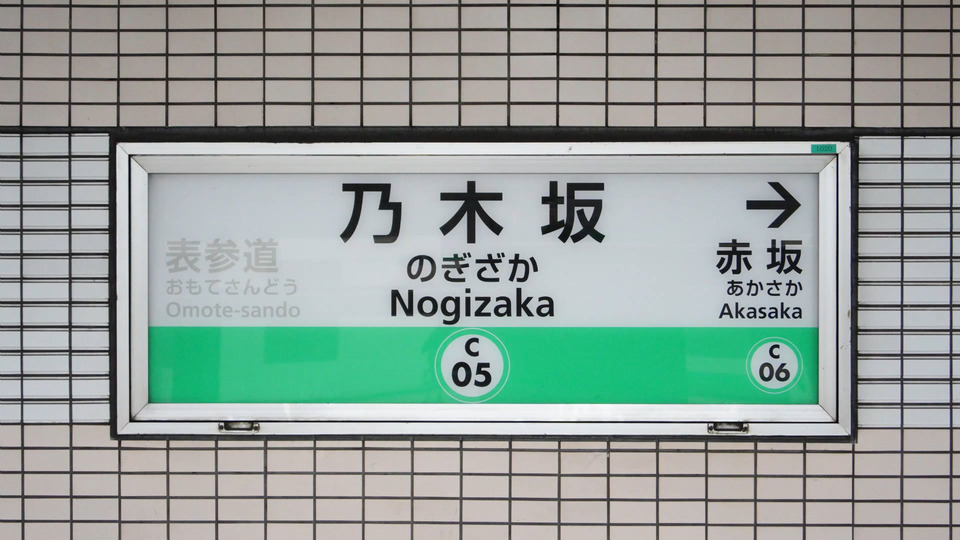 乃木坂
のぎざか
Nogizaka
C
05
表参道
おもてさんどう
Omote-sando
→
赤坂
あかさか
Akasaka
C
06